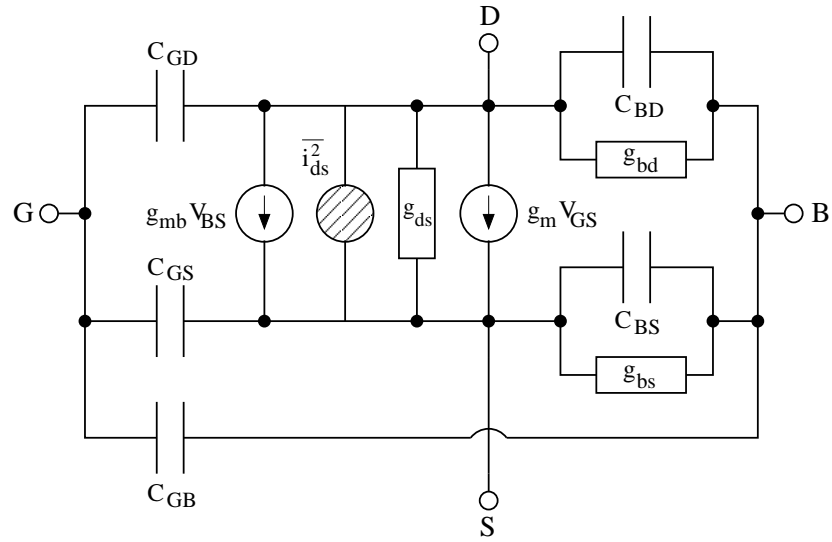 D
C_GD
C_BD
i_ds^2
g_bd
G
g_mb V_BS
g_ds
g_m V_GS
B
C_GS
C_BS
g_bs
C_GB
S